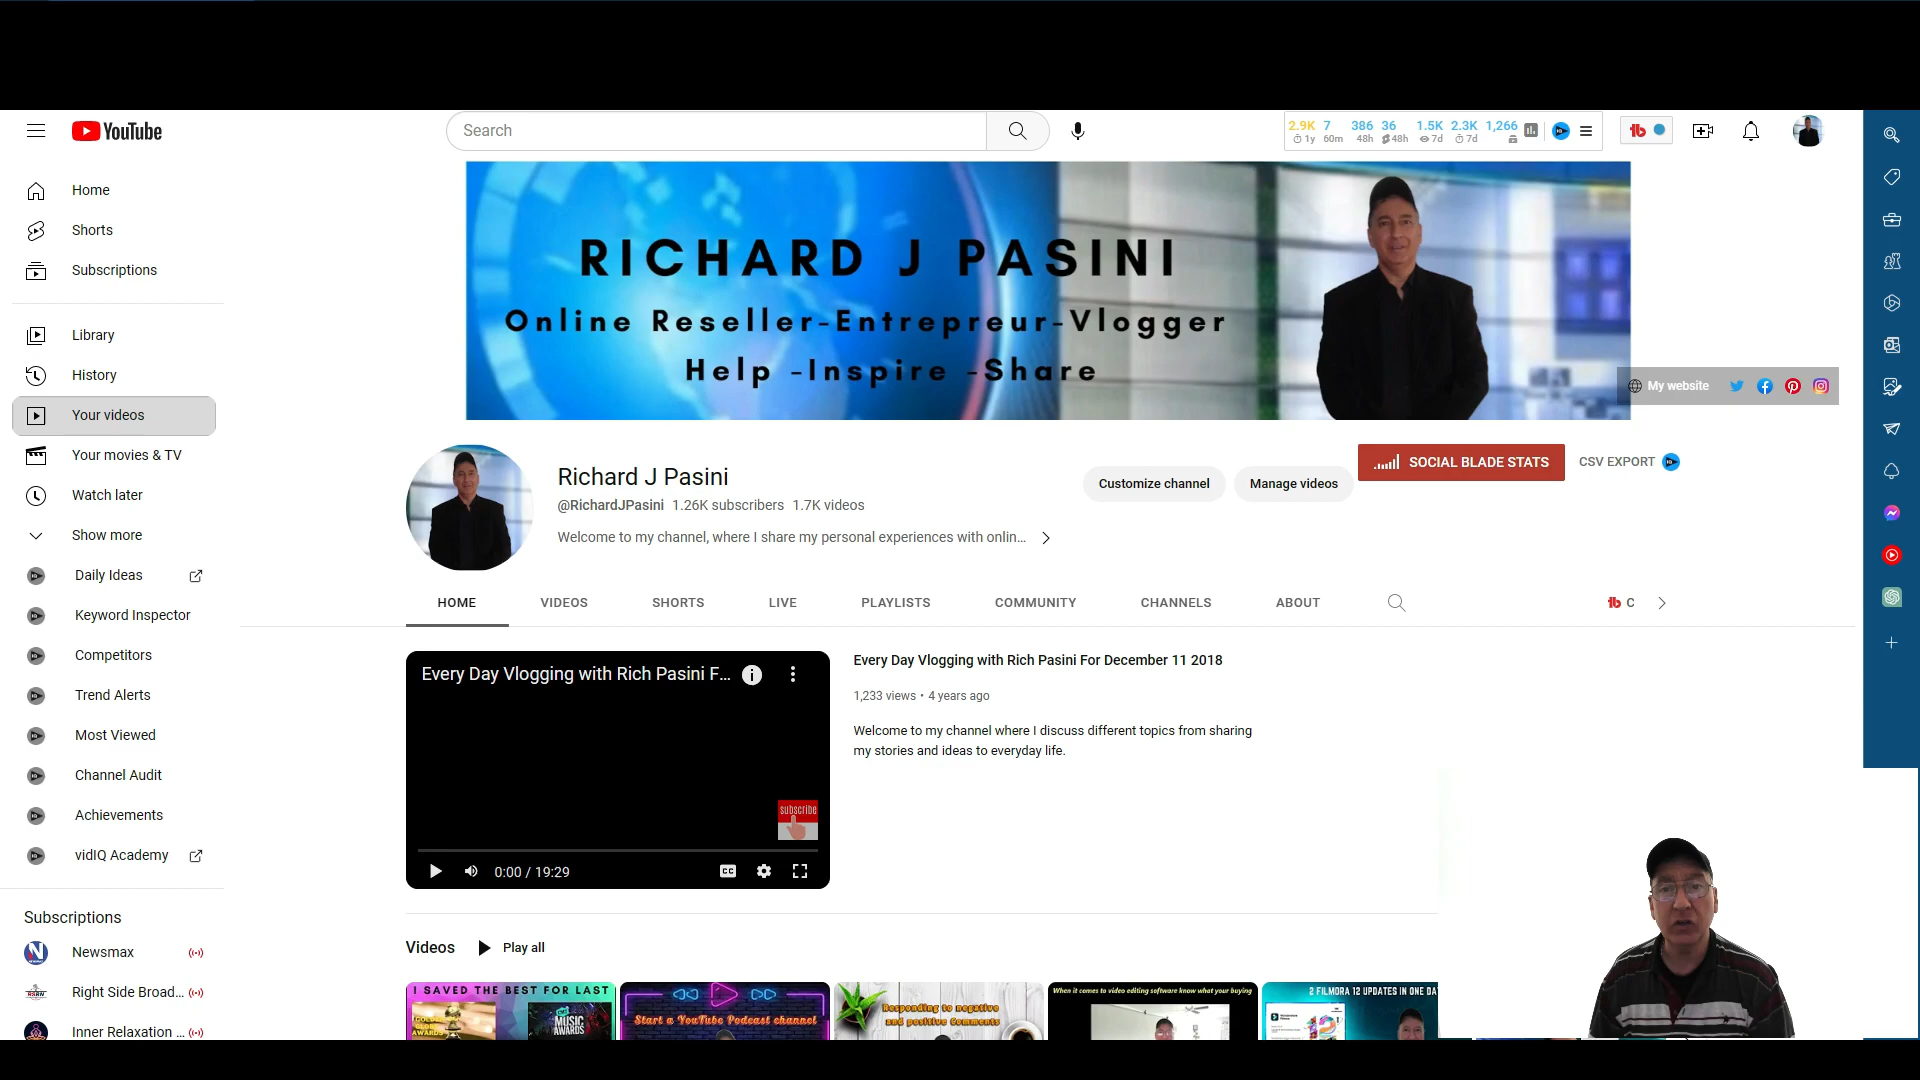 YouTube
Search
2.9K 7 386 36 1.5K 2.3K 1,266
1y 60m 48h 48h 7d 7d
Home
Shorts
Subscriptions
Library
History
Your videos
Your movies & TV
Watch later
Show more
Daily Ideas
Keyword Inspector
Competitors
Trend Alerts
Most Viewed
Channel Audit
Achievements
vidIQ Academy
Subscriptions
Newsmax
Right Side Broad...
Inner Relaxation ...
RICHARD J PASINI
Online Reseller-Entrepreur-Vlogger
Help -Inspire -Share
My website
Richard J Pasini
@RichardJPasini 1.26K subscribers 1.7K videos
Welcome to my channel, where I share my personal experiences with onlin...
Customize channel
Manage videos
SOCIAL BLADE STATS
CSV EXPORT
HOME VIDEOS SHORTS LIVE PLAYLISTS COMMUNITY CHANNELS ABOUT C
Every Day Vlogging with Rich Pasini F...
subscribe
0:00 / 19:29
CC
Every Day Vlogging with Rich Pasini For December 11 2018
1,233 views • 4 years ago
Welcome to my channel where I discuss different topics from sharing
my stories and ideas to everyday life.
Videos
Play all
I SAVED THE BEST FOR LAST
MUSIC
AWARDS
Start a YouTube Podcast channel
Responding to negative
and positive Comments
When it comes to video editing software know what your buying
2 FILMORA 12 UPDATES IN ONE DA